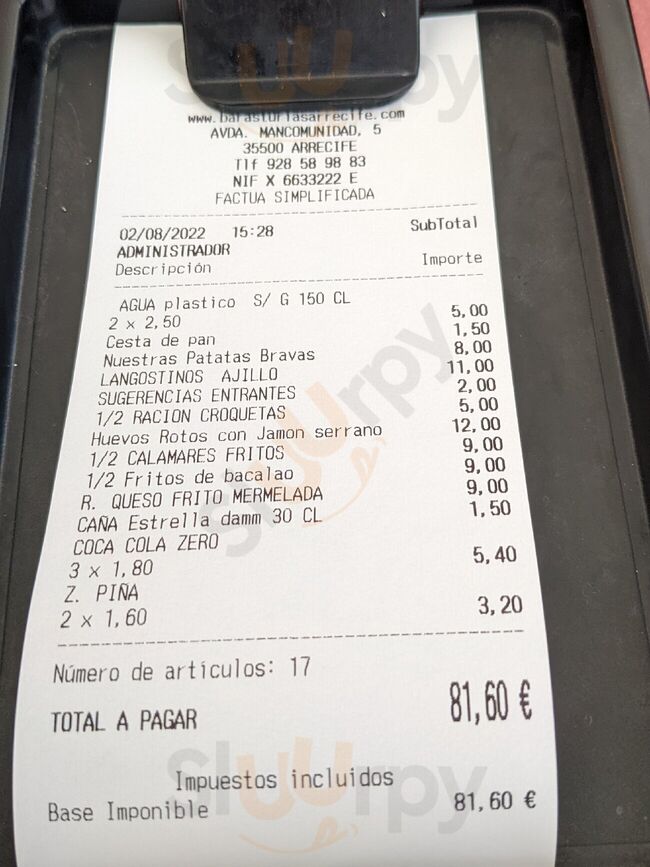 www.barasturiasarrecife.com
AVDA. MANCOMUNIDAD, 5
35500 ARRECIFE
Tlf 928 58 98 83
NIF X 6633222 E
FACTUA SIMPLIFICADA
02/08/2022 15:28 SubTotal
ADMINISTRADOR
Descripción Importe
AGUA plastico S/ G 150 CL
2 x 2,50 5,00
Cesta de pan 1,50
Nuestras Patatas Bravas 8,00
LANGOSTINOS AJILLO 11,00
SUGERENCIAS ENTRANTES 2,00
1/2 RACION CROQUETAS 5,00
Huevos Rotos con Jamon serrano 12,00
1/2 CALAMARES FRITOS 9,00
1/2 Fritos de bacalao 9,00
R. QUESO FRITO MERMELADA 9,00
CAÑA Estrella damm 30 CL 1,50
COCA COLA ZERO
3 x 1,80 5,40
Z. PIÑA
2 x 1,60 3,20
Número de artículos: 17
TOTAL A PAGAR 81,60 €
Impuestos incluidos
Base Imponible 81,60 €
Sluurpy
Sluurpy
Sluurpy